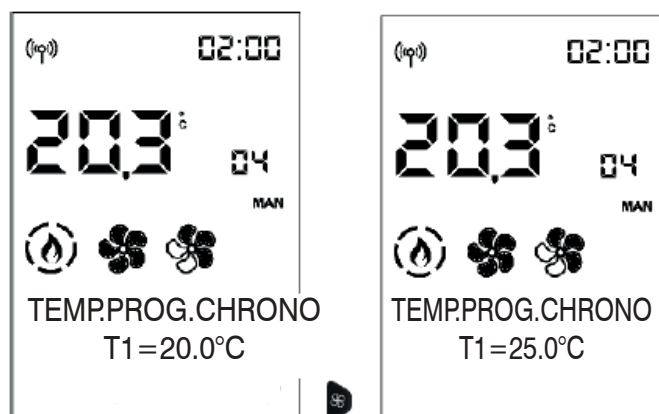 02:00
20,3 °C
04
MAN
TEMP.PROG.CHRONO
T1=20.0°C
02:00
20,3 °C
04
MAN
TEMP.PROG.CHRONO
T1=25.0°C